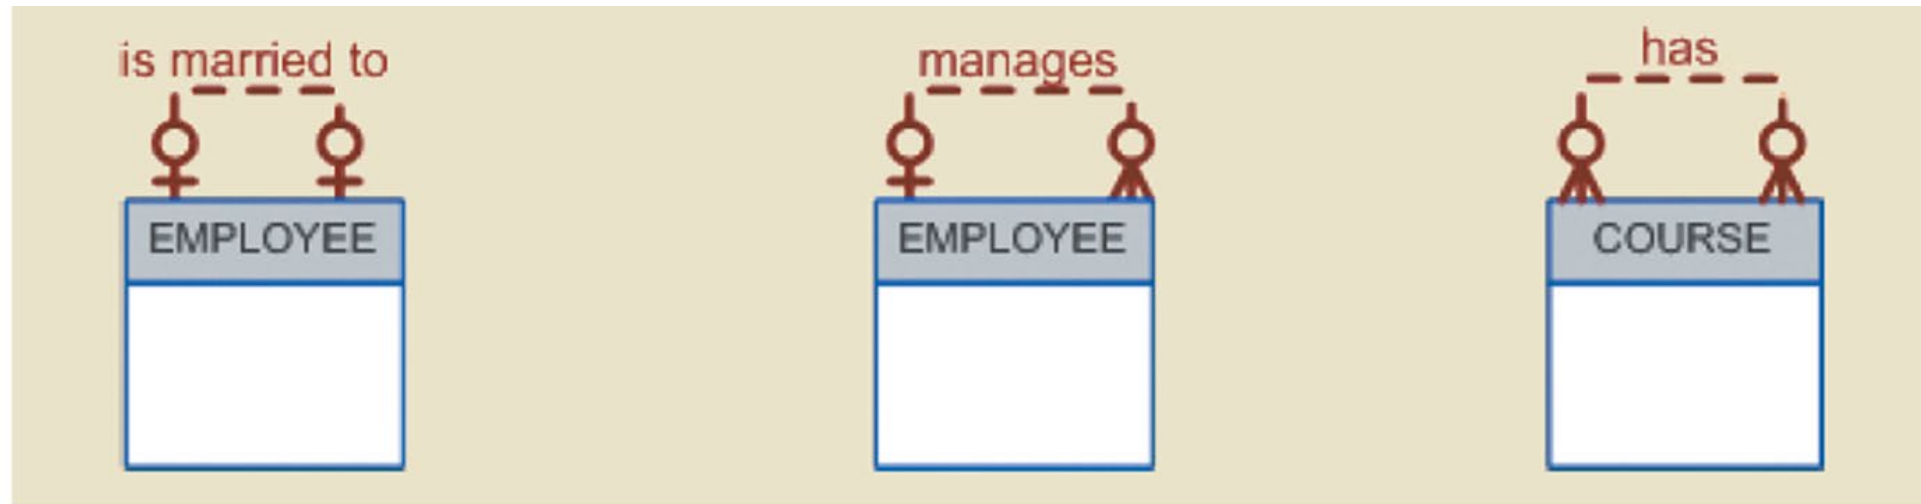 is married to
manages
has
EMPLOYEE
EMPLOYEE
COURSE